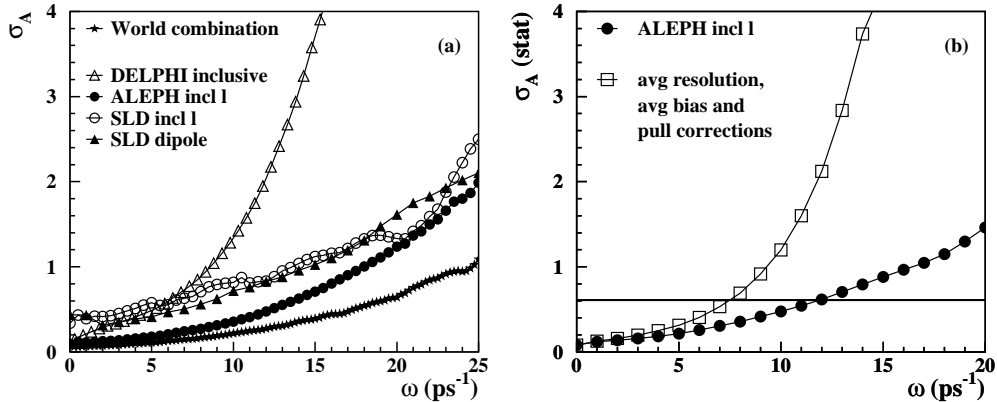 σ_A
4
3
2
1
0
0 5 10 15 20 25
ω (ps⁻¹)
(a)
World combination
DELPHI inclusive
ALEPH incl l
SLD incl l
SLD dipole
σ_A (stat)
4
3
2
1
0
0 5 10 15 20
ω (ps⁻¹)
(b)
ALEPH incl l
avg resolution,
avg bias and
pull corrections